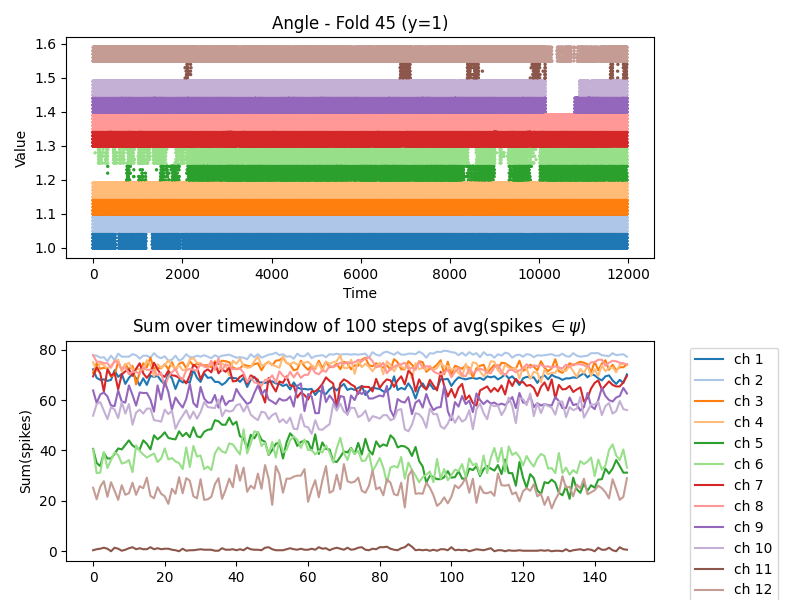 Angle - Fold 45 (y=1)
1.6
1.5
1.4
1.3
1.2
1.1
1.0
Value
0 2000 4000 6000 8000 10000 12000
Time
Sum over timewindow of 100 steps of avg(spikes ∈ ψ)
80
60
40
20
0
Sum(spikes)
0 20 40 60 80 100 120 140
ch 1
ch 2
ch 3
ch 4
ch 5
ch 6
ch 7
ch 8
ch 9
ch 10
ch 11
ch 12